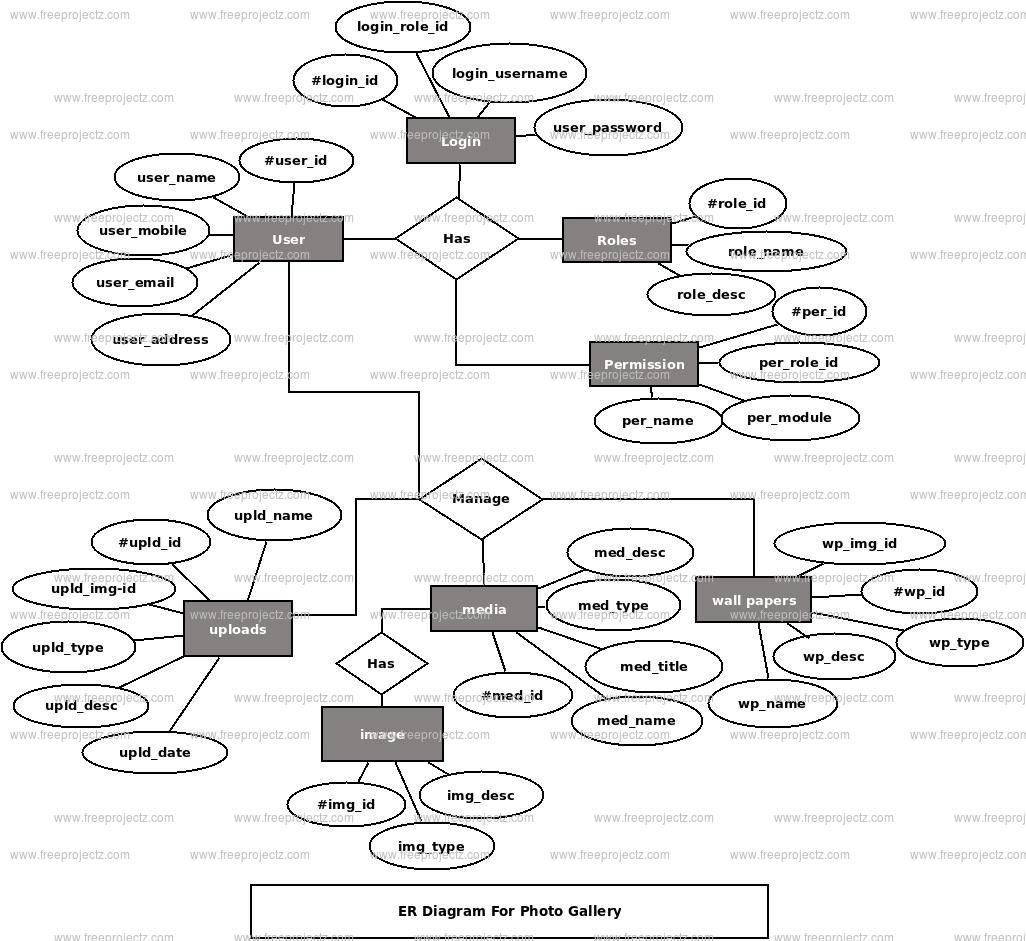 login_role_id
#login_id
login_username
user_password
Login
#user_id
user_name
user_mobile
user_email
user_address
User
Has
Roles
#role_id
role_name
role_desc
#per_id
per_role_id
per_module
per_name
Permission
Manage
upld_name
#upld_id
upld_img-id
upld_type
upld_desc
upld_date
uploads
media
med_desc
med_type
med_title
med_name
#med_id
wall papers
wp_img_id
#wp_id
wp_type
wp_desc
wp_name
Has
image
#img_id
img_desc
img_type
ER Diagram For Photo Gallery
www.freeprojectz.com